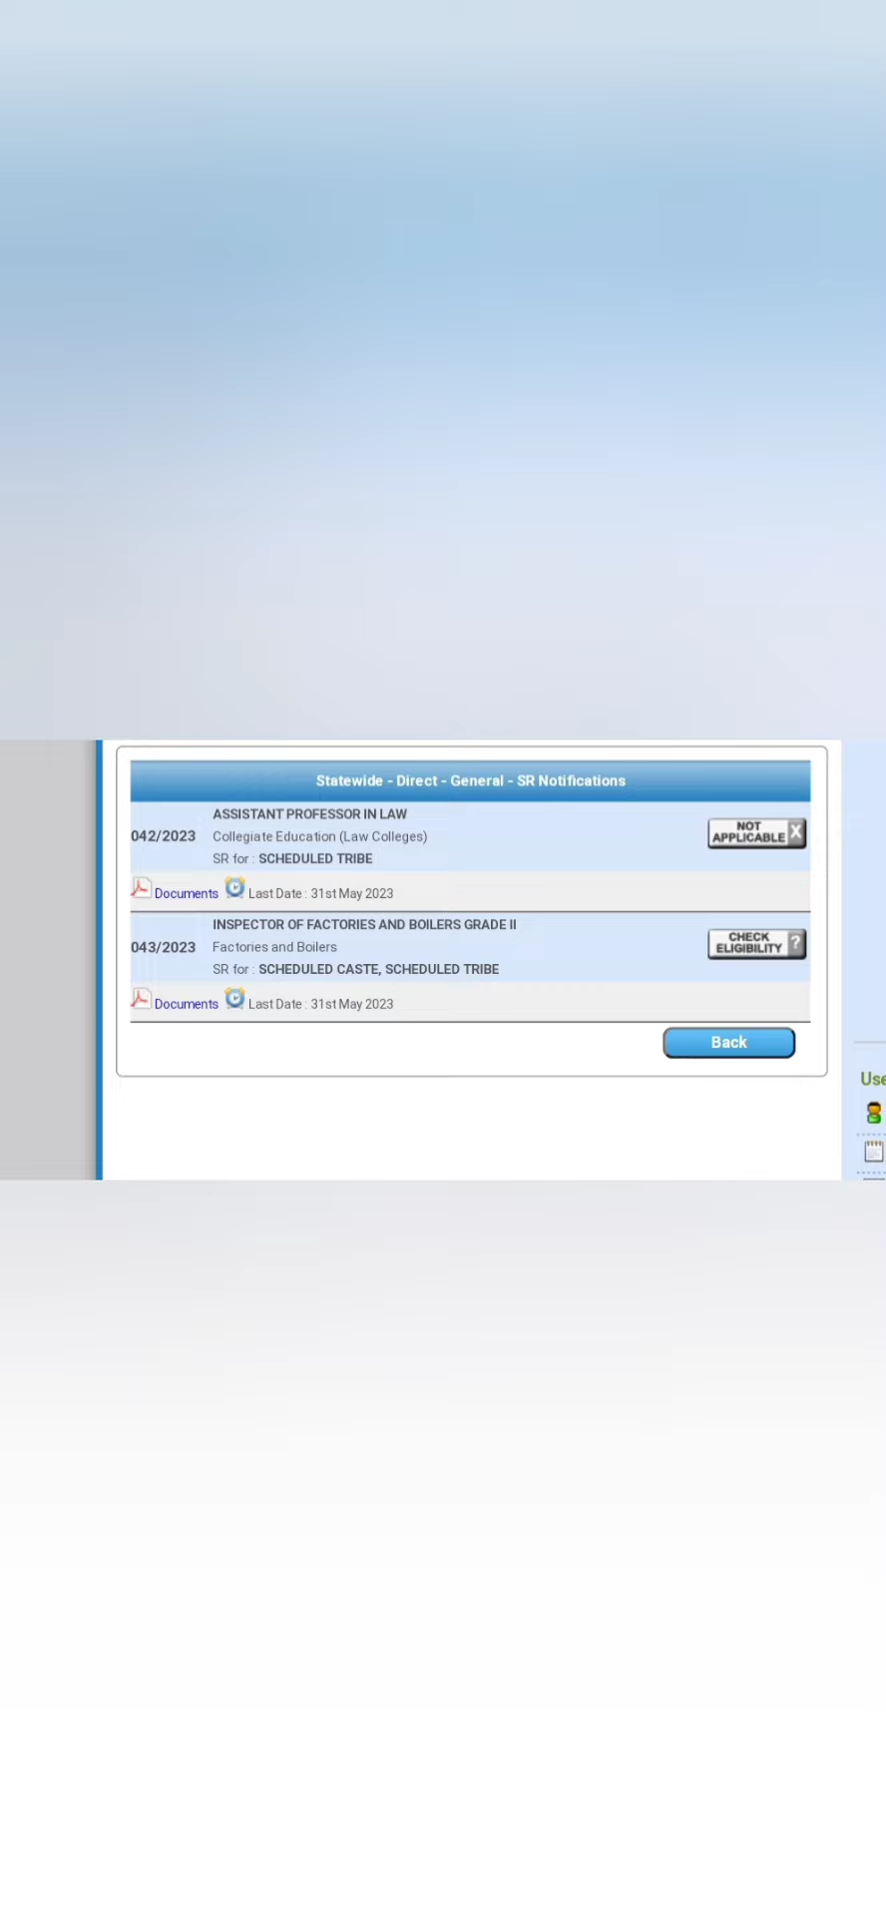 Statewide - Direct - General - SR Notifications
ASSISTANT PROFESSOR IN LAW
042/2023
Collegiate Education (Law Colleges)
SR for : SCHEDULED TRIBE
NOT
APPLICABLE X
Documents Last Date : 31st May 2023
INSPECTOR OF FACTORIES AND BOILERS GRADE II
043/2023
Factories and Boilers
SR for : SCHEDULED CASTE, SCHEDULED TRIBE
CHECK
ELIGIBILITY ?
Documents Last Date : 31st May 2023
Back
Use